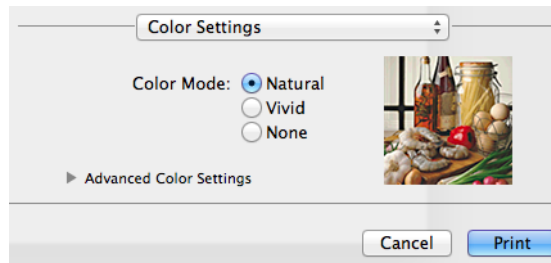 Color Settings
Color Mode: Natural
Vivid
None
Advanced Color Settings
Cancel Print